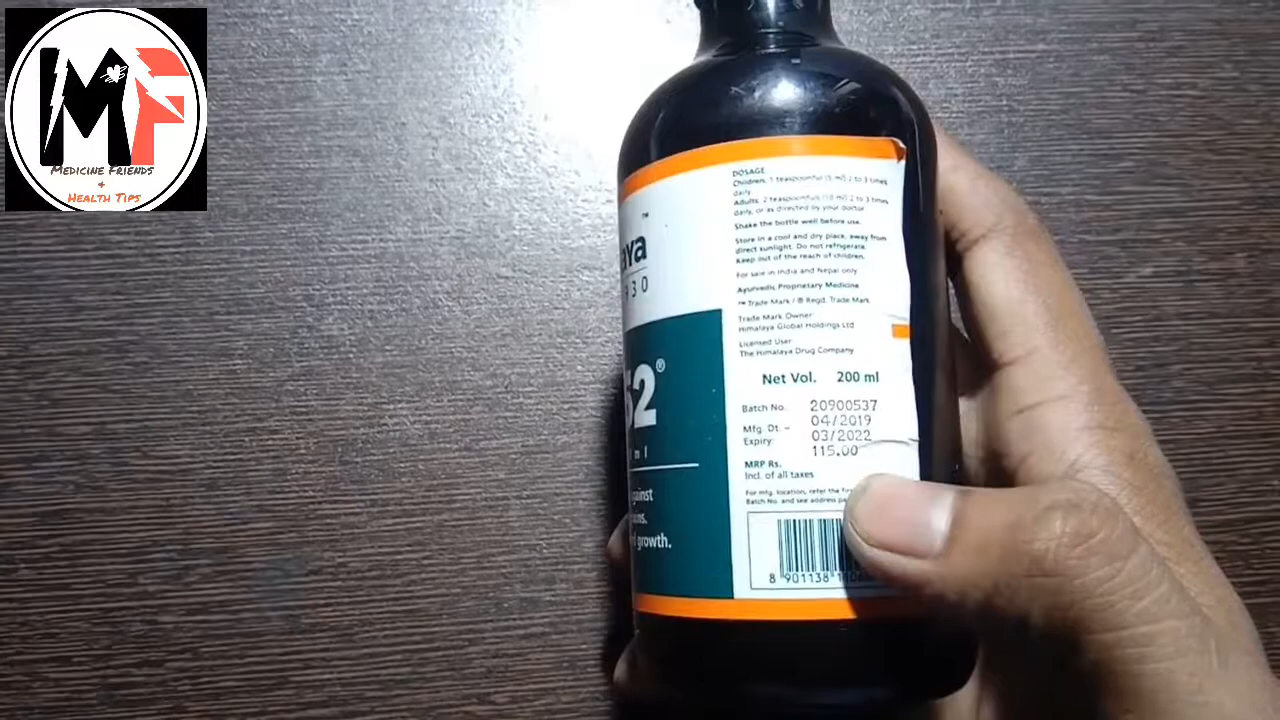 MF
MEDICINE FRIENDS
+
HEALTH TIPS
aya
™
930
52®
inl
against
ons.
d growth.
DOSAGE
Children: 1 teaspoonful (5 ml) 2 to 3 times
daily.
Adults: 2 teaspoonfuls (10 ml) 2 to 3 times
daily, or as directed by your doctor.
Shake the bottle well before use.
Store in a cool and dry place, away from
direct sunlight. Do not refrigerate.
Keep out of the reach of children.
For sale in India and Nepal only
Ayurvedic Proprietary Medicine
™ Trade Mark / ® Regd. Trade Mark
Trade Mark Owner:
Himalaya Global Holdings Ltd
Licensed User:
The Himalaya Drug Company
Net Vol. 200 ml
Batch No. 20900537
Mfg. Dt. – 04/2019
Expiry: 03/2022
115.00
MRP Rs.
Incl. of all taxes
For mfg. location, refer the first
Batch No. and see address
8 901138